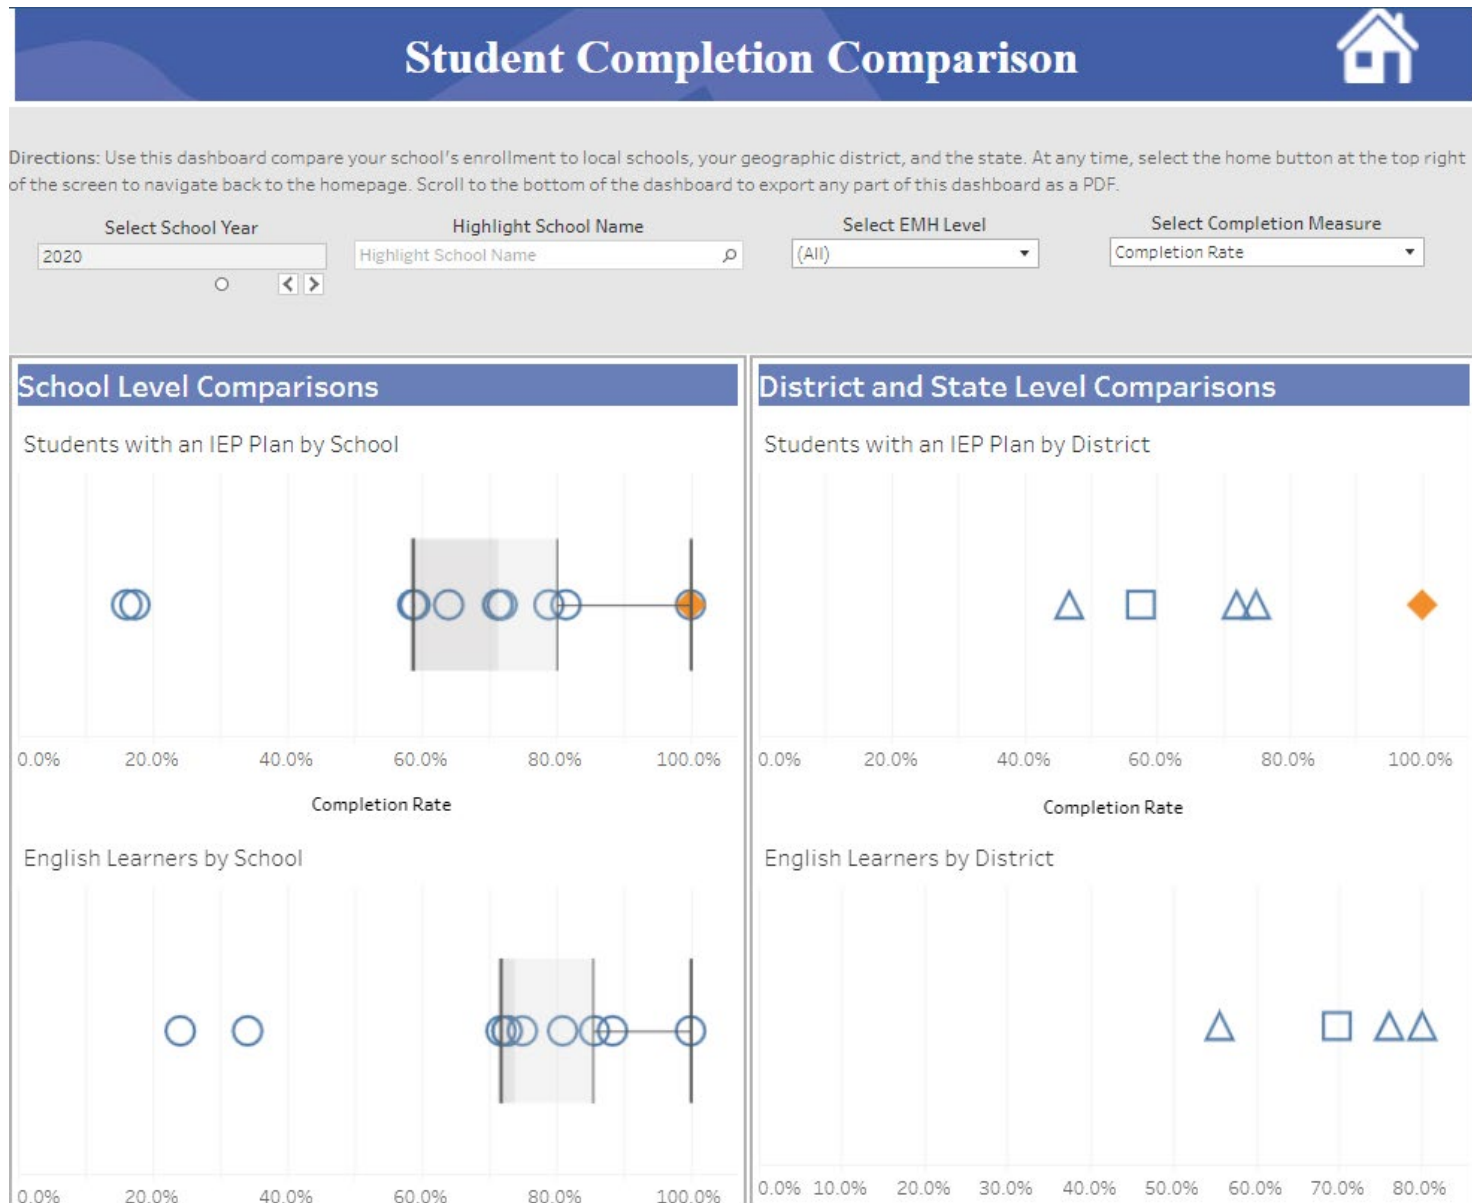 Student Completion Comparison
Directions: Use this dashboard compare your school's enrollment to local schools, your geographic district, and the state. At any time, select the home button at the top right
of the screen to navigate back to the homepage. Scroll to the bottom of the dashboard to export any part of this dashboard as a PDF.
Select School Year
Highlight School Name
Select EMH Level
Select Completion Measure
2020
Highlight School Name
(All)
Completion Rate
School Level Comparisons
Students with an IEP Plan by School
0.0% 20.0% 40.0% 60.0% 80.0% 100.0%
Completion Rate
English Learners by School
0.0% 20.0% 40.0% 60.0% 80.0% 100.0%
District and State Level Comparisons
Students with an IEP Plan by District
0.0% 20.0% 40.0% 60.0% 80.0% 100.0%
Completion Rate
English Learners by District
0.0% 10.0% 20.0% 30.0% 40.0% 50.0% 60.0% 70.0% 80.0%